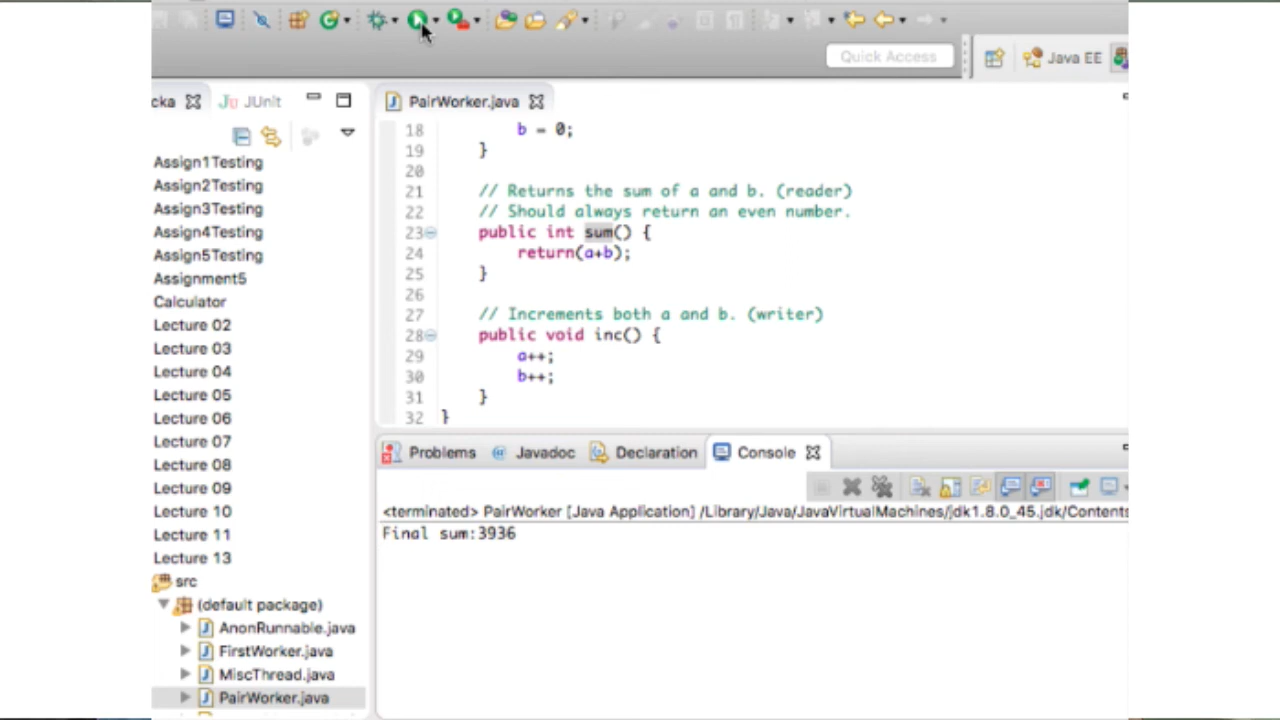 Quick Access
Java EE
cka
JUnit
Assign1Testing
Assign2Testing
Assign3Testing
Assign4Testing
Assign5Testing
Assignment5
Calculator
Lecture 02
Lecture 03
Lecture 04
Lecture 05
Lecture 06
Lecture 07
Lecture 08
Lecture 09
Lecture 10
Lecture 11
Lecture 13
src
(default package)
AnonRunnable.java
FirstWorker.java
MiscThread.java
PairWorker.java
PairWorker.java
18 b = 0;
19 }
20
21 // Returns the sum of a and b. (reader)
22 // Should always return an even number.
23 public int sum() {
24 return(a+b);
25 }
26
27 // Increments both a and b. (writer)
28 public void inc() {
29 a++;
30 b++;
31 }
32 }
Problems @ Javadoc Declaration Console
<terminated> PairWorker [Java Application] /Library/Java/JavaVirtualMachines/jdk1.8.0_45.jdk/Contents
Final sum:3936